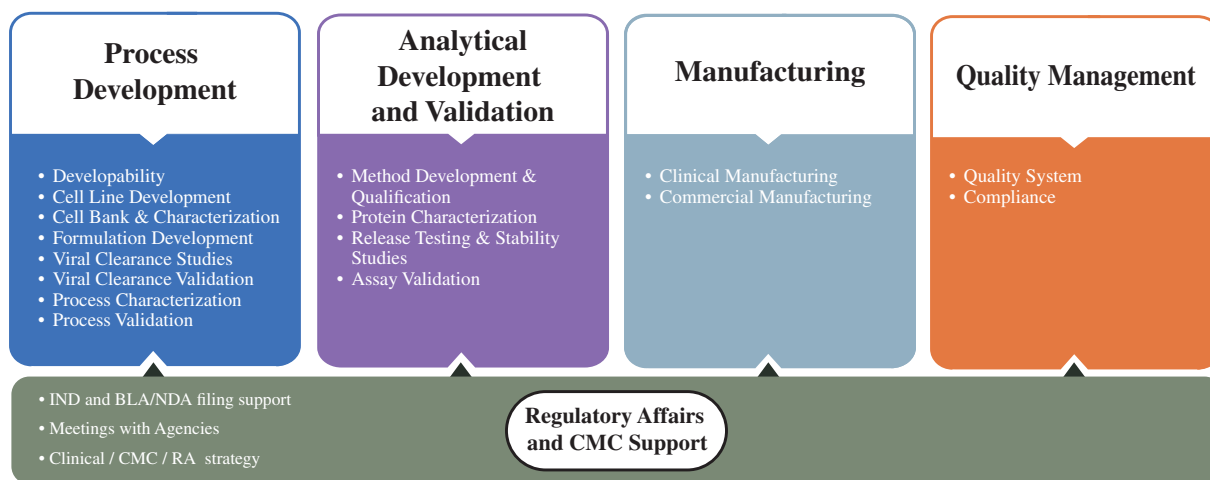 Process
Development
• Developability
• Cell Line Development
• Cell Bank & Characterization
• Formulation Development
• Viral Clearance Studies
• Viral Clearance Validation
• Process Characterization
• Process Validation
Analytical
Development
and Validation
• Method Development &
Qualification
• Protein Characterization
• Release Testing & Stability
Studies
• Assay Validation
Manufacturing
• Clinical Manufacturing
• Commercial Manufacturing
Quality Management
• Quality System
• Compliance
• IND and BLA/NDA filing support
• Meetings with Agencies
• Clinical / CMC / RA strategy
Regulatory Affairs
and CMC Support